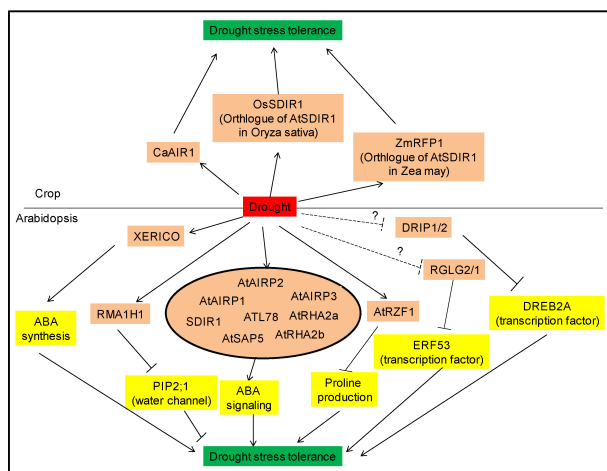 Drought stress tolerance
OsSDIR1
(Orthlogue of AtSDIR1
in Oryza sativa)
ZmRFP1
(Orthlogue of AtSDIR1
in Zea may)
CaAIR1
Crop
Drought
Arabidopsis
?
DRIP1/2
XERICO
?
RGLG2/1
AtAIRP2
AtAIRP1
AtAIRP3
SDIR1
ATL78
AtRHA2a
AtSAP5
AtRHA2b
RMA1H1
AtRZF1
DREB2A
(transcription factor)
ABA
synthesis
ERF53
(transcription factor)
PIP2;1
(water channel)
ABA
signaling
Proline
production
Drought stress tolerance